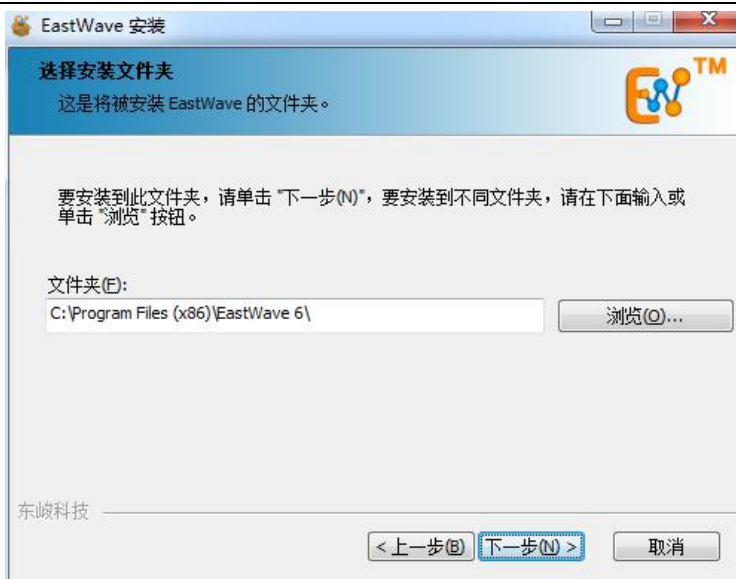 EastWave 安装
选择安装文件夹
这是将被安装 EastWave 的文件夹。
EW TM
要安装到此文件夹，请单击 "下一步(N)"，要安装到不同文件夹，请在下面输入或
单击 "浏览" 按钮。
文件夹(F):
C:\Program Files (x86)\EastWave 6\
浏览(O)...
东峻科技
< 上一步(B)
下一步(N) >
取消